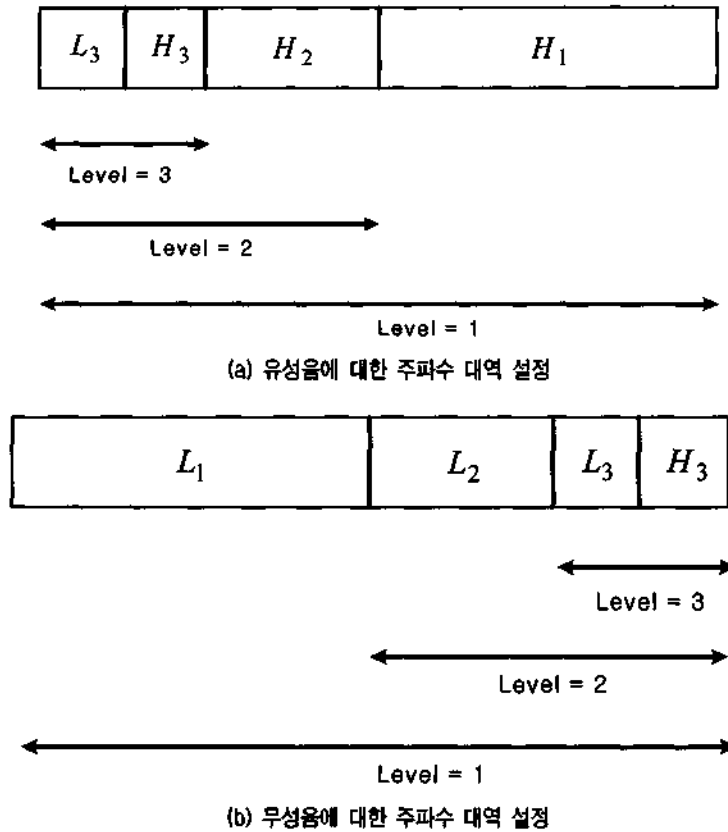 L₃ H₃ H₂ H₁
Level = 3
Level = 2
Level = 1
(a) 유성음에 대한 주파수 대역 설정
L₁ L₂ L₃ H₃
Level = 3
Level = 2
Level = 1
(b) 무성음에 대한 주파수 대역 설정